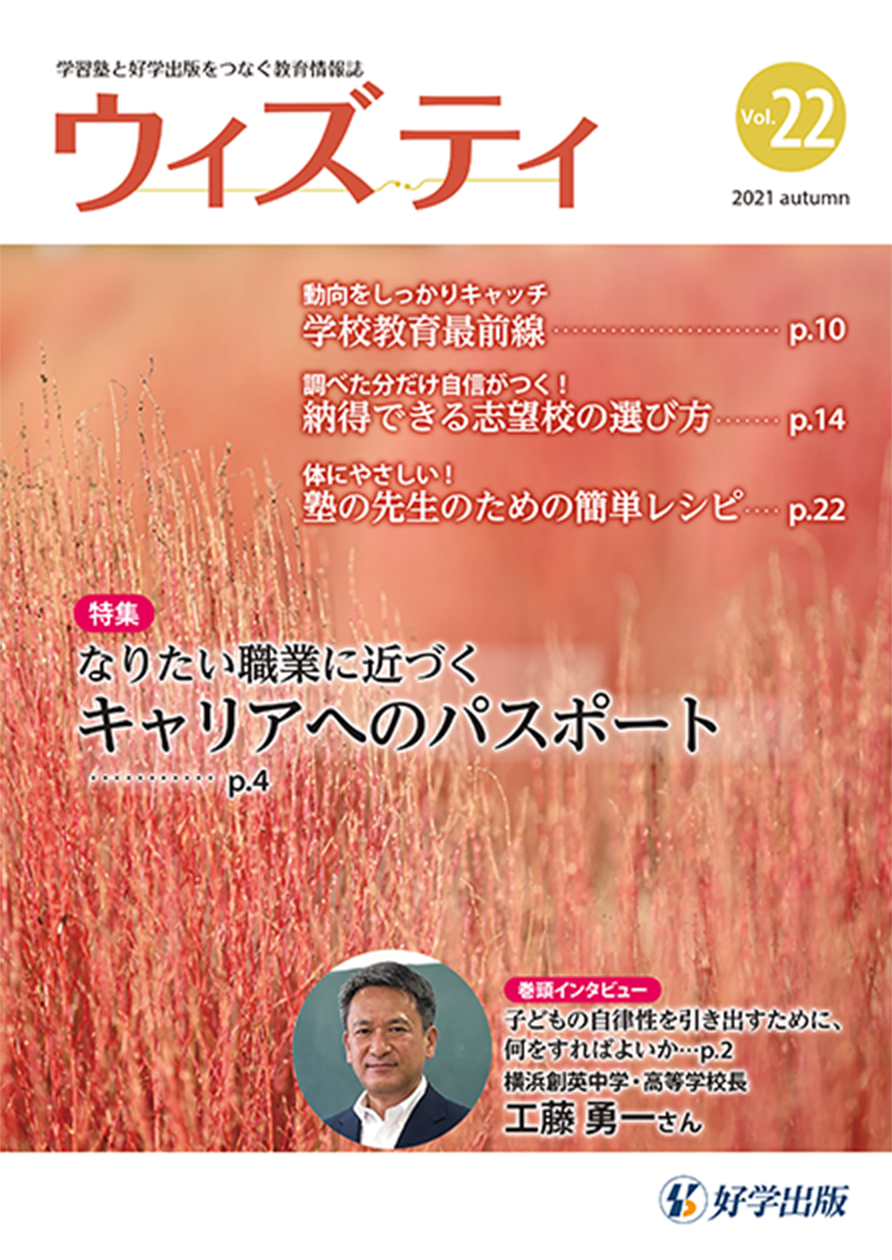 学習塾と好学出版をつなぐ教育情報誌
ウィズティ
Vol.22
2021 autumn
動向をしっかりキャッチ
学校教育最前線……………………… p.10
調べた分だけ自信がつく！
納得できる志望校の選び方……… p.14
体にやさしい！
塾の先生のための簡単レシピ… p.22
特集
なりたい職業に近づく
キャリアへのパスポート
………… p.4
巻頭インタビュー
子どもの自律性を引き出すために、
何をすればよいか…p.2
横浜創英中学・高等学校長
工藤 勇一さん
好学出版